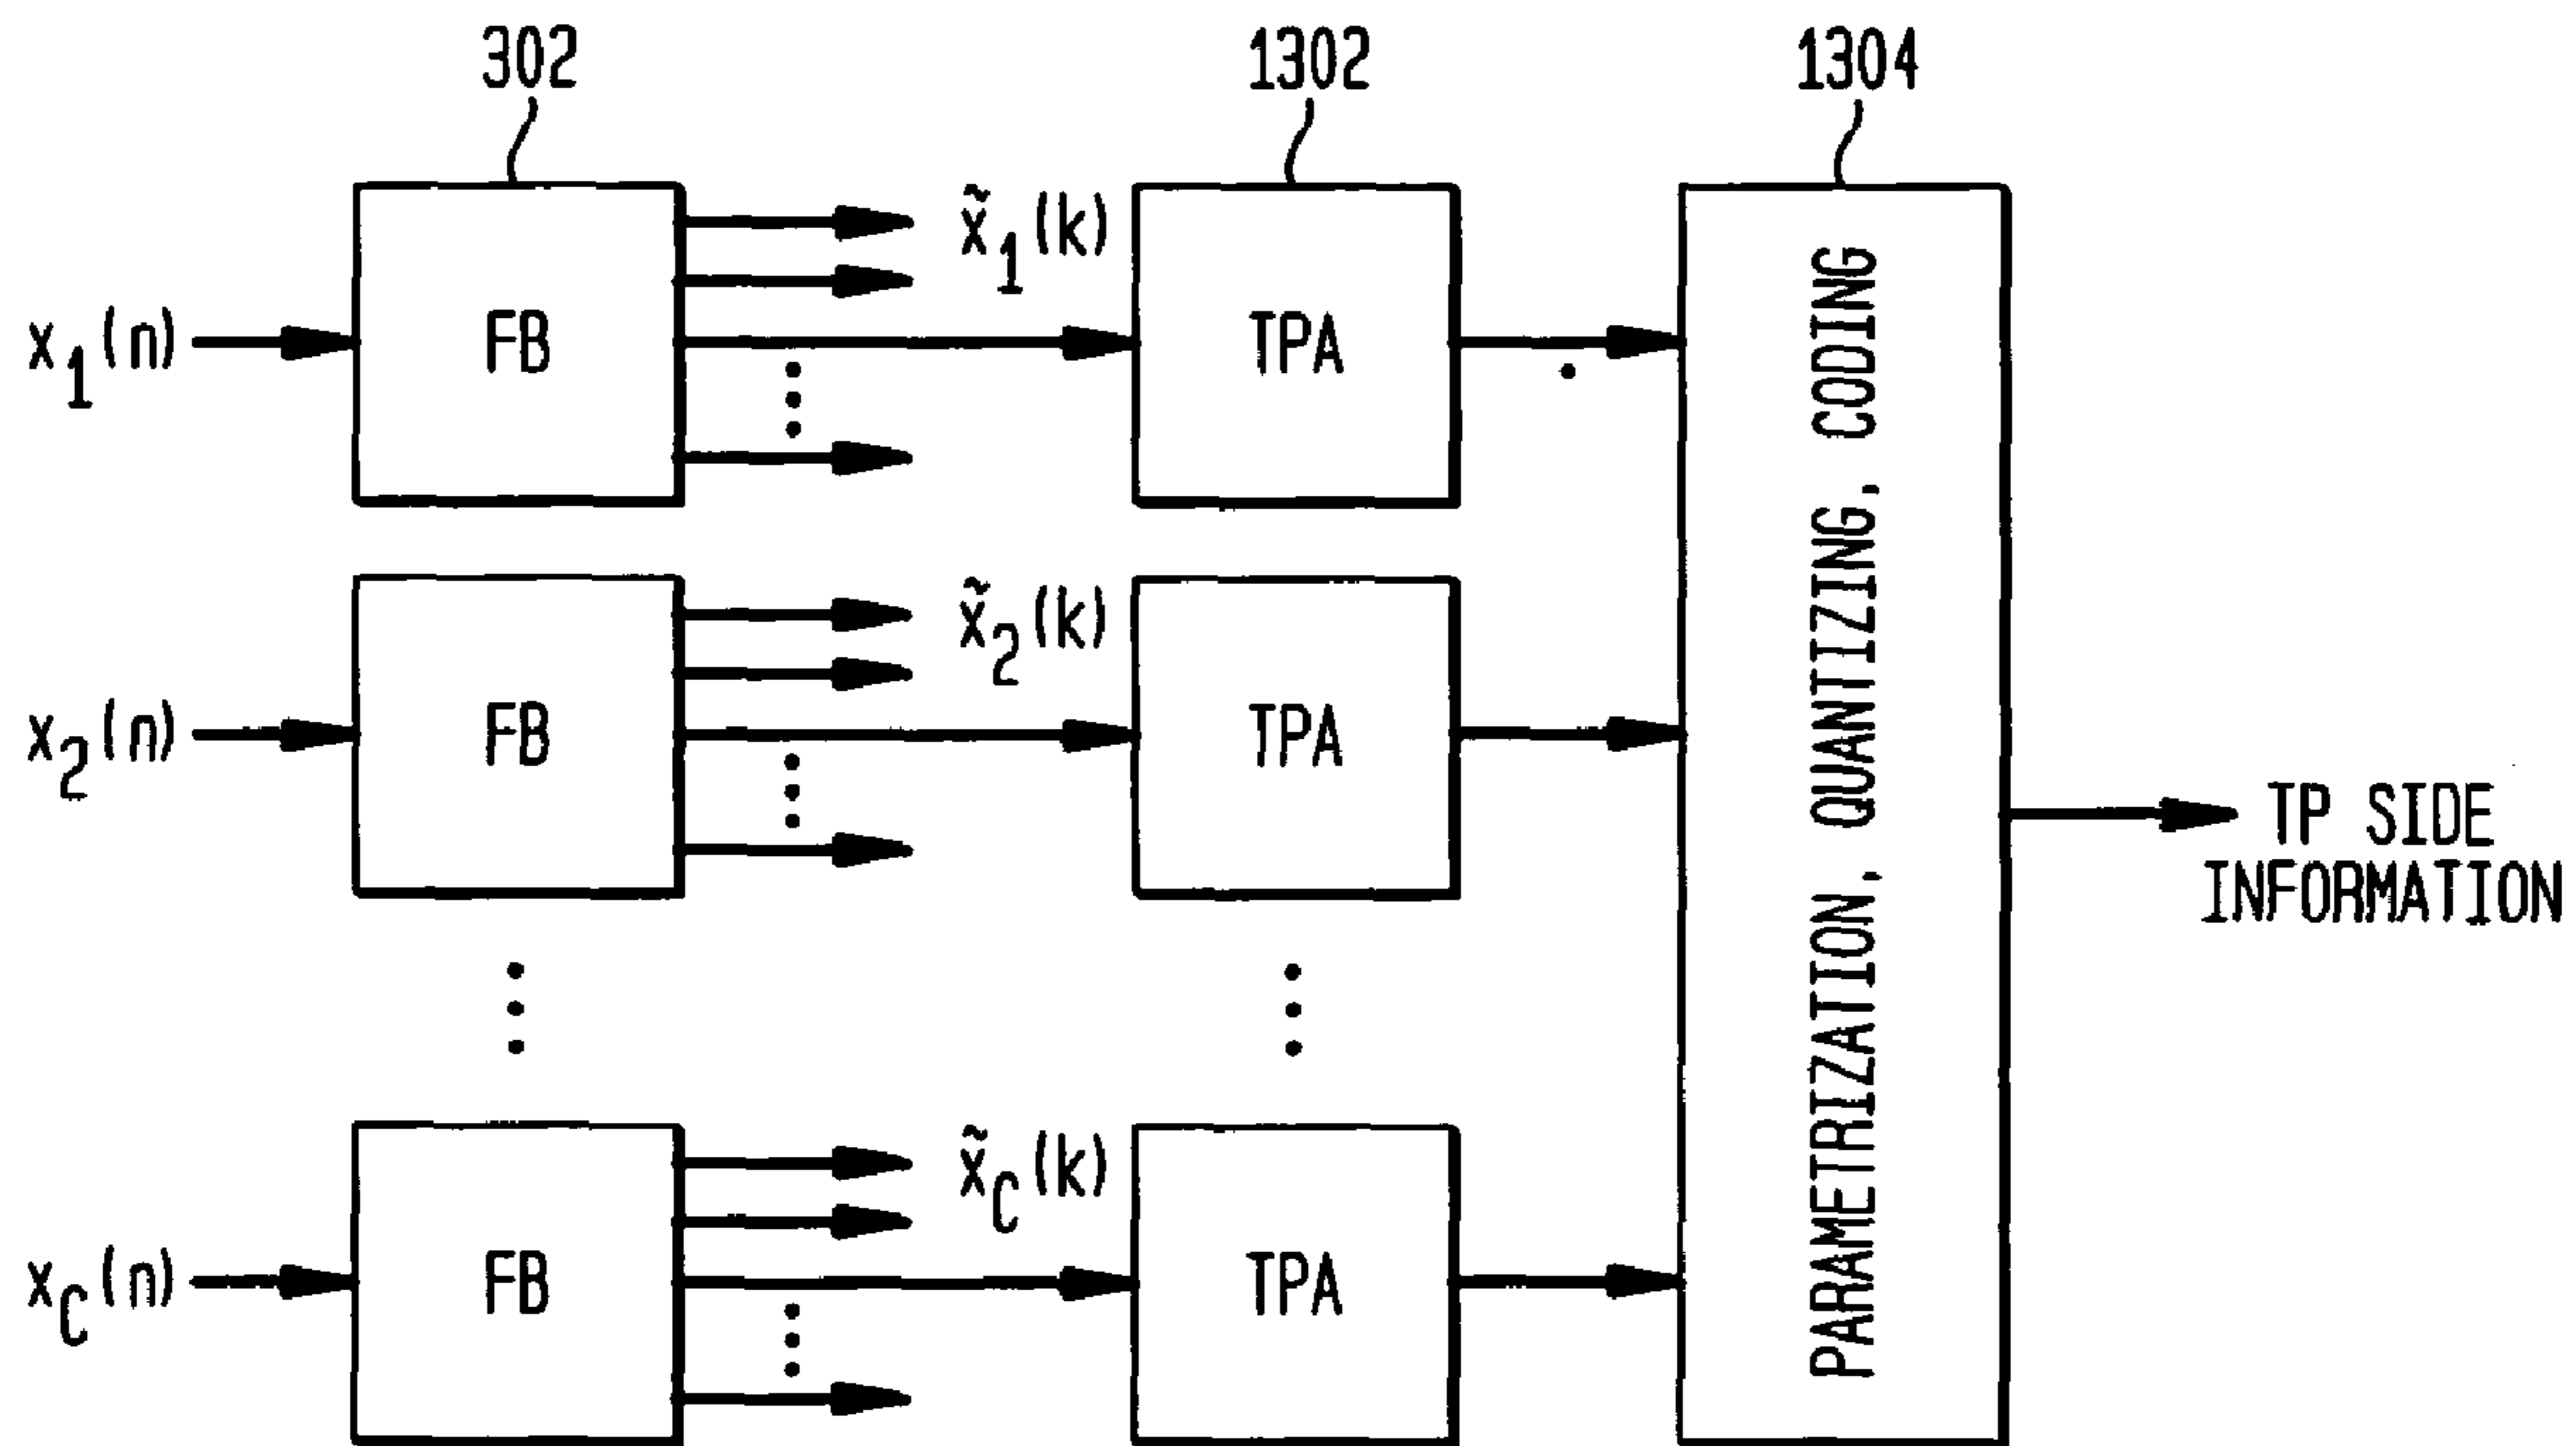 302 1302 1304
x̃1(k)
x1(n) FB TPA
x̃2(k)
x2(n) FB TPA
x̃C(k)
xC(n) FB TPA
PARAMETRIZATION, QUANTIZING, CODING
TP SIDE
INFORMATION